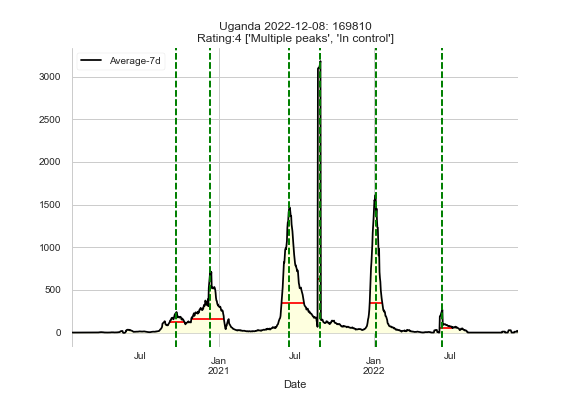 Uganda 2022-12-08: 169810
Rating:4 ['Multiple peaks', 'In control']
Average-7d
3000
2500
2000
1500
1000
500
0
Jul
Jan
2021
Jul
Jan
2022
Jul
Date